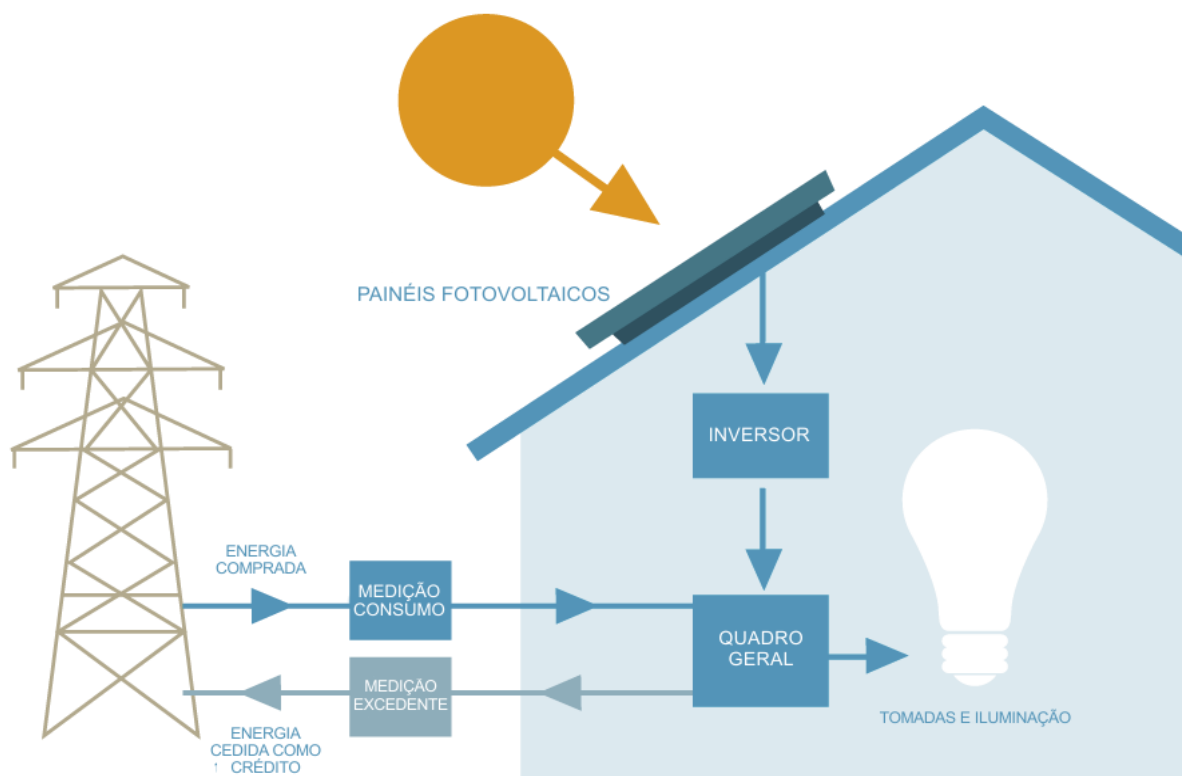 PAINÉIS FOTOVOLTAICOS
INVERSOR
ENERGIA
COMPRADA
MEDIÇÃO
CONSUMO
QUADRO
GERAL
MEDIÇÃO
EXCEDENTE
TOMADAS E ILUMINAÇÃO
ENERGIA
CEDIDA COMO
CRÉDITO